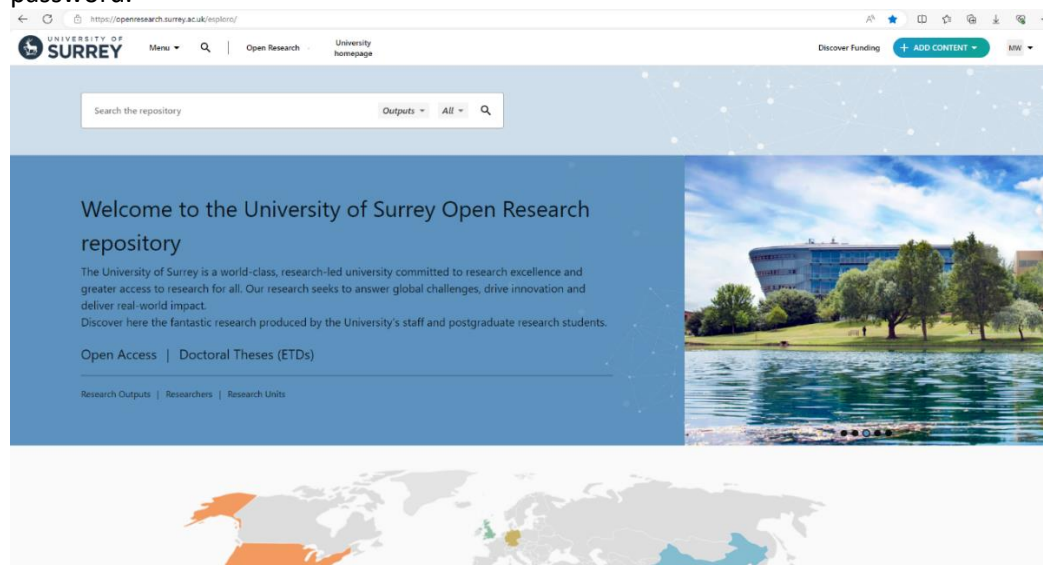 password.
https://openresearch.surrey.ac.uk/esploro/
UNIVERSITY OF
SURREY
Menu
Open Research
University
homepage
Discover Funding
+ ADD CONTENT
MW
Search the repository
Outputs
All
Welcome to the University of Surrey Open Research
repository
The University of Surrey is a world-class, research-led university committed to research excellence and
greater access to research for all. Our research seeks to answer global challenges, drive innovation and
deliver real-world impact.
Discover here the fantastic research produced by the University's staff and postgraduate research students.
Open Access | Doctoral Theses (ETDs)
Research Outputs | Researchers | Research Units